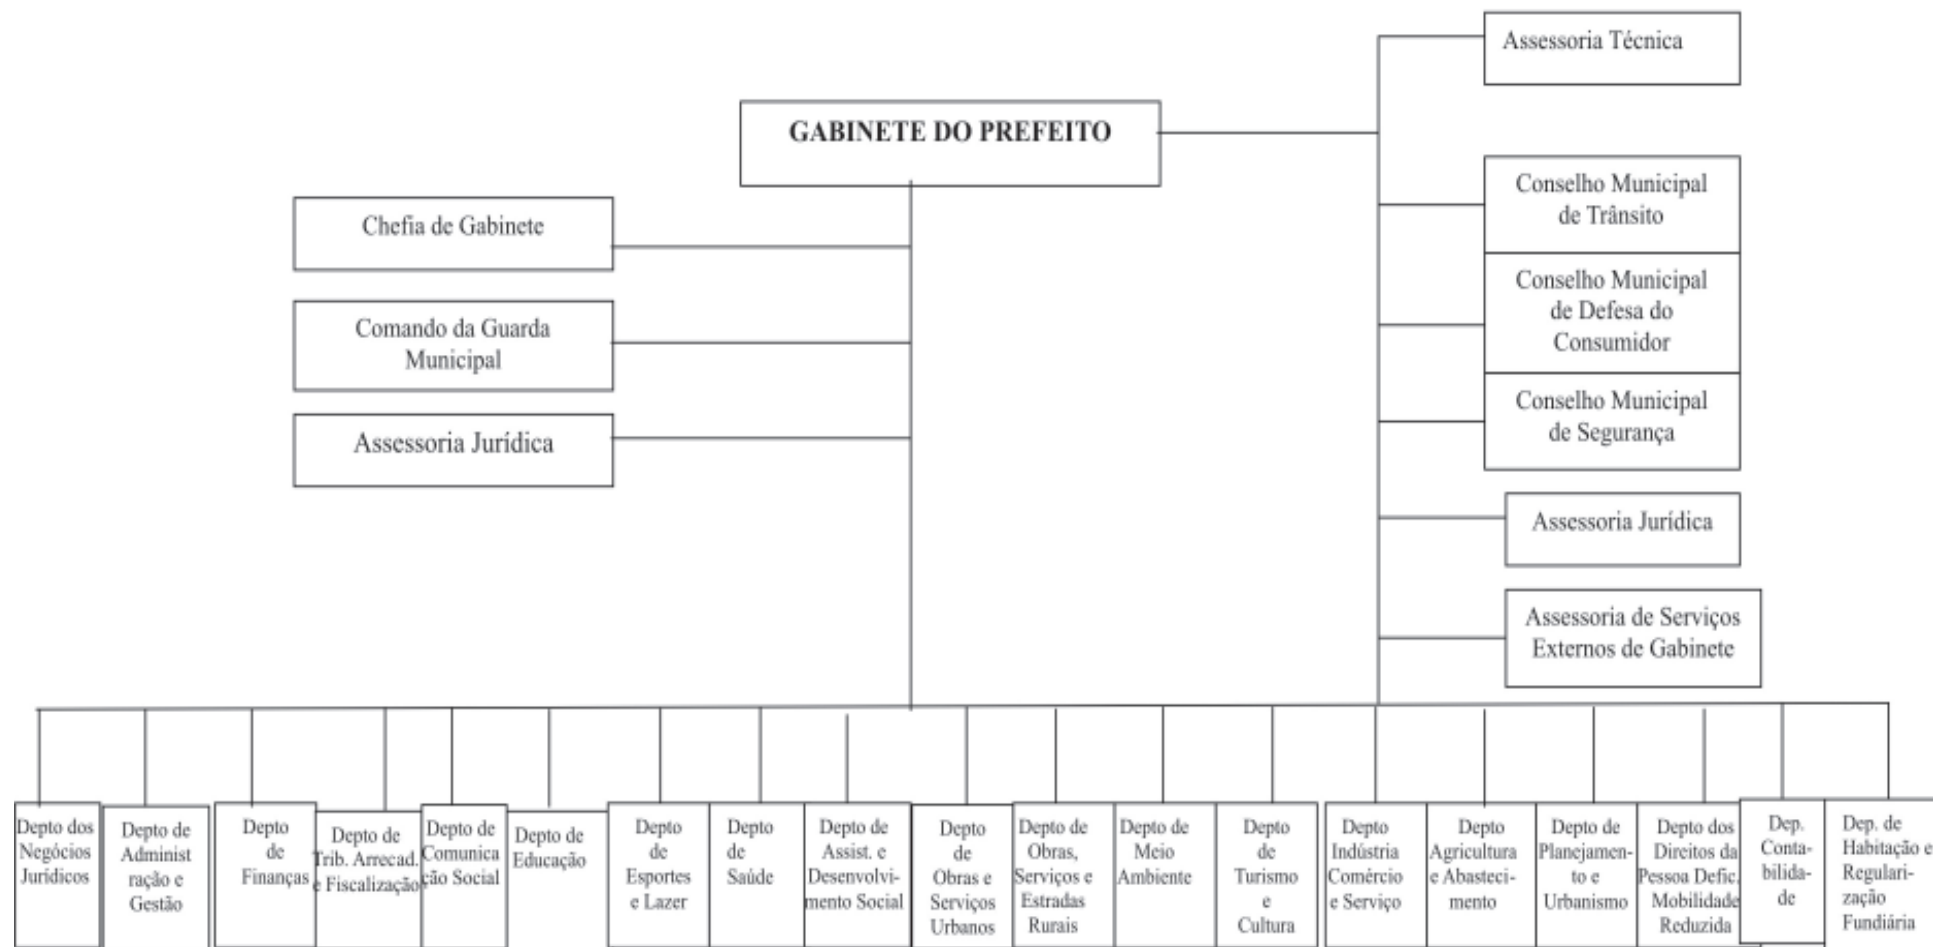 Assessoria Técnica
GABINETE DO PREFEITO
Conselho Municipal
de Trânsito
Chefia de Gabinete
Conselho Municipal
de Defesa do
Consumidor
Comando da Guarda
Municipal
Conselho Municipal
de Segurança
Assessoria Jurídica
Assessoria Jurídica
Assessoria de Serviços
Externos de Gabinete
Depto dos
Negócios
Jurídicos
Depto de
Administ
ração e
Gestão
Depto
de
Finanças
Depto de
Trib. Arrecad.
e Fiscalização
Depto de
Comunica
ção Social
Depto de
Educação
Depto
de
Esportes
e Lazer
Depto
de
Saúde
Depto de
Assist. e
Desenvolvi-
mento Social
Depto
de
Obras e
Serviços
Urbanos
Depto de
Obras,
Serviços e
Estradas
Rurais
Depto de
Meio
Ambiente
Depto
de
Turismo
e
Cultura
Depto
Indústria
Comércio
e Serviço
Depto
Agricultura
e Abasteci-
mento
Depto de
Planejamen-
to e
Urbanismo
Depto dos
Direitos da
Pessoa Defic.
Mobilidade
Reduzida
Dep.
Conta-
bilida-
de
Dep. de
Habitação e
Regulari-
zação
Fundiária